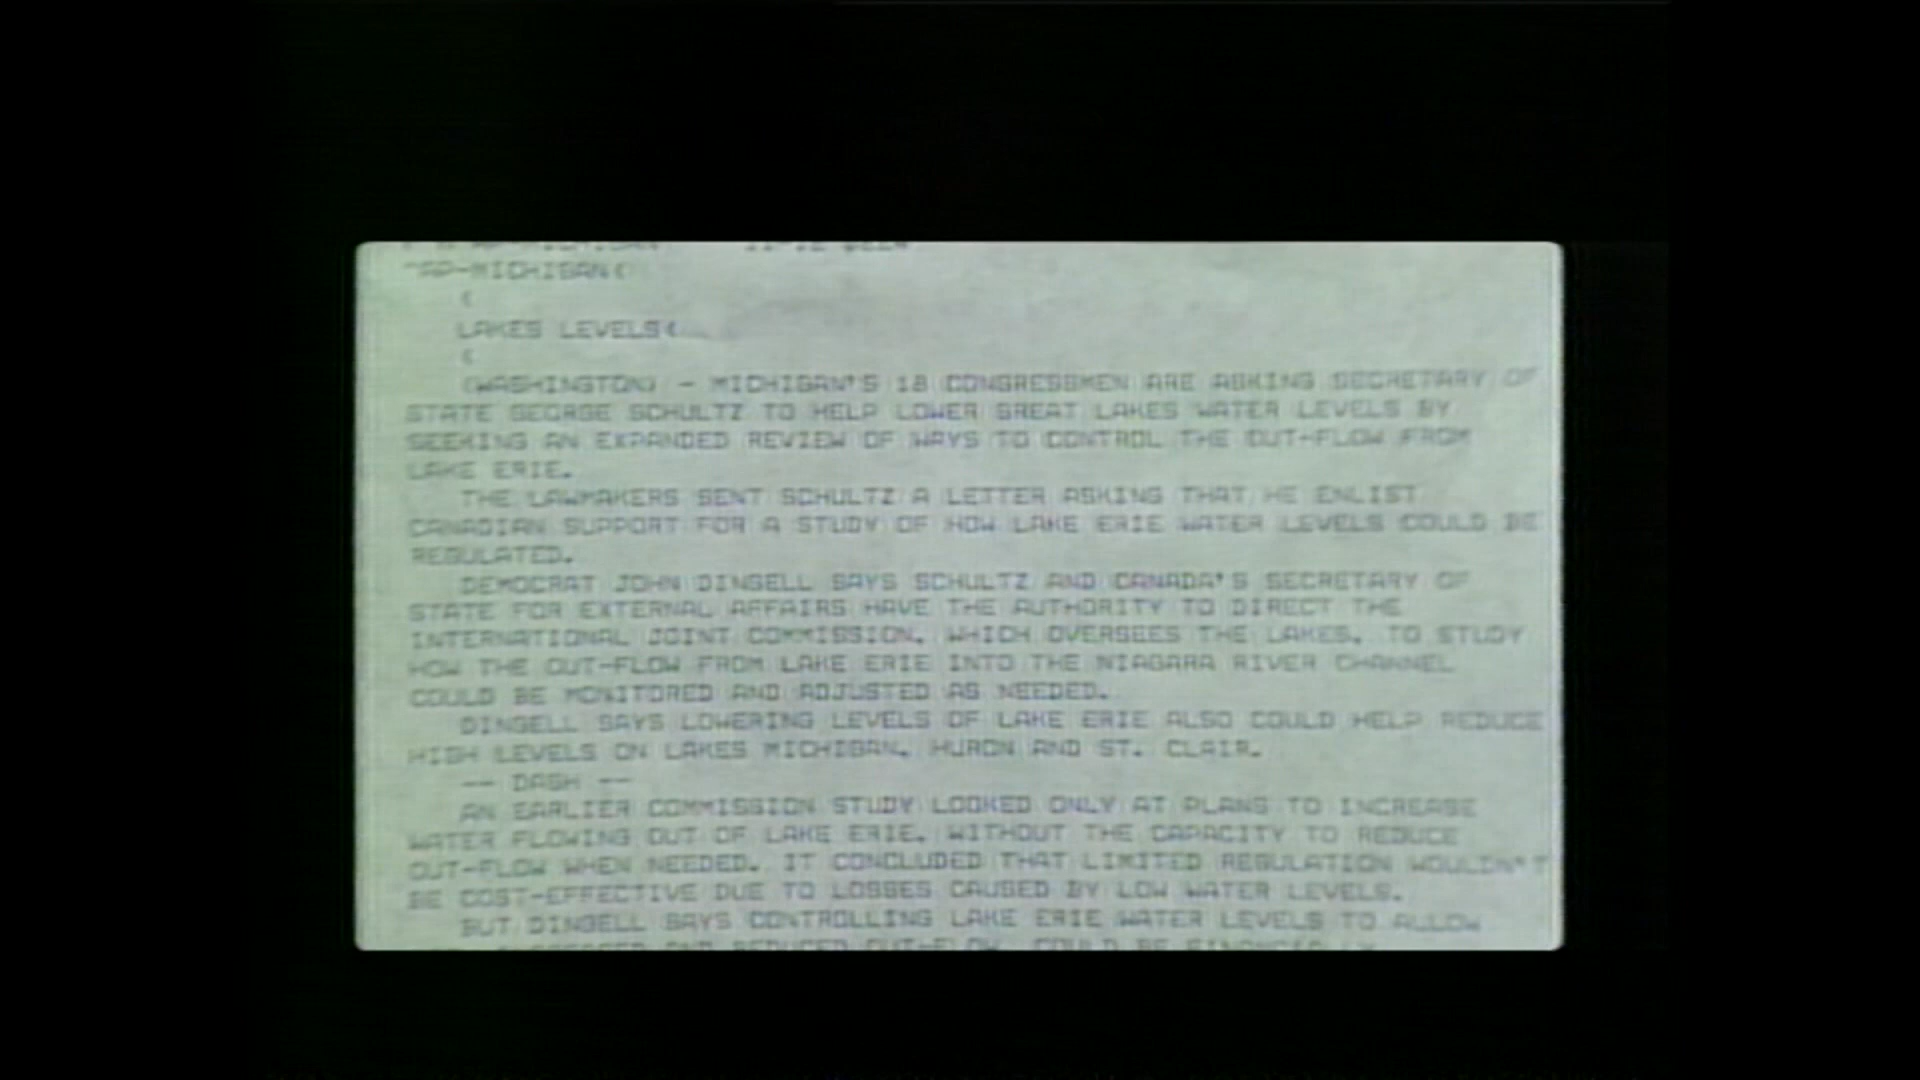 ^AP-MICHIGAN<
<
LAKES LEVELS<
<
(WASHINGTON) - MICHIGAN'S 18 CONGRESSMEN ARE ASKING SECRETARY OF
STATE GEORGE SCHULTZ TO HELP LOWER GREAT LAKES WATER LEVELS BY
SEEKING AN EXPANDED REVIEW OF WAYS TO CONTROL THE OUT-FLOW FROM
LAKE ERIE.
THE LAWMAKERS SENT SCHULTZ A LETTER ASKING THAT HE ENLIST
CANADIAN SUPPORT FOR A STUDY OF HOW LAKE ERIE WATER LEVELS COULD BE
REGULATED.
DEMOCRAT JOHN DINGELL SAYS SCHULTZ AND CANADA'S SECRETARY OF
STATE FOR EXTERNAL AFFAIRS HAVE THE AUTHORITY TO DIRECT THE
INTERNATIONAL JOINT COMMISSION, WHICH OVERSEES THE LAKES, TO STUDY
HOW THE OUT-FLOW FROM LAKE ERIE INTO THE NIAGARA RIVER CHANNEL
COULD BE MONITORED AND ADJUSTED AS NEEDED.
DINGELL SAYS LOWERING LEVELS OF LAKE ERIE ALSO COULD HELP REDUCE
HIGH LEVELS ON LAKES MICHIGAN, HURON AND ST. CLAIR.
-- DASH --
AN EARLIER COMMISSION STUDY LOOKED ONLY AT PLANS TO INCREASE
WATER FLOWING OUT OF LAKE ERIE, WITHOUT THE CAPACITY TO REDUCE
OUT-FLOW WHEN NEEDED. IT CONCLUDED THAT LIMITED REGULATION WOULDN'T
BE COST-EFFECTIVE DUE TO LOSSES CAUSED BY LOW WATER LEVELS.
BUT DINGELL SAYS CONTROLLING LAKE ERIE WATER LEVELS TO ALLOW
AND REDUCED OUT-FLOW, COULD BE FINANCIALLY